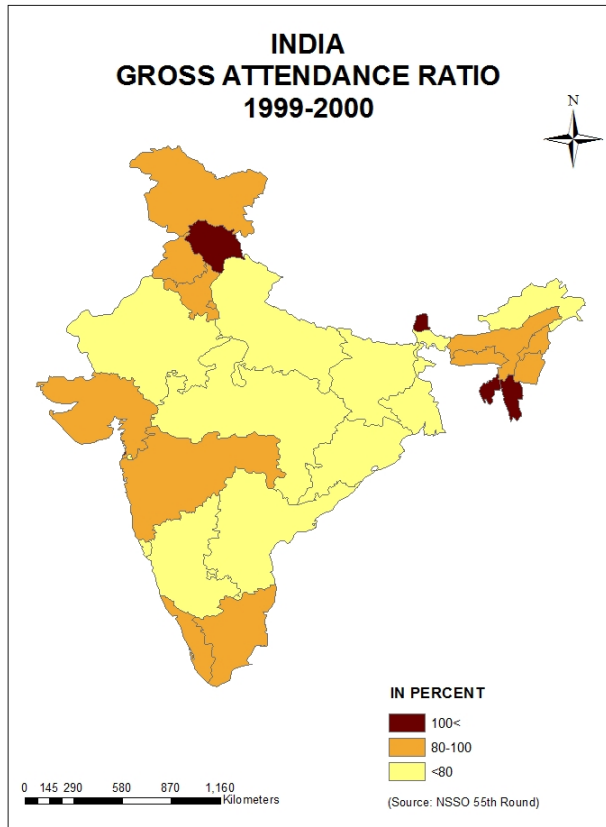 INDIA
GROSS ATTENDANCE RATIO
1999-2000
N
IN PERCENT
100<
80-100
<80
0 145 290 580 870 1,160
Kilometers
(Source: NSSO 55th Round)